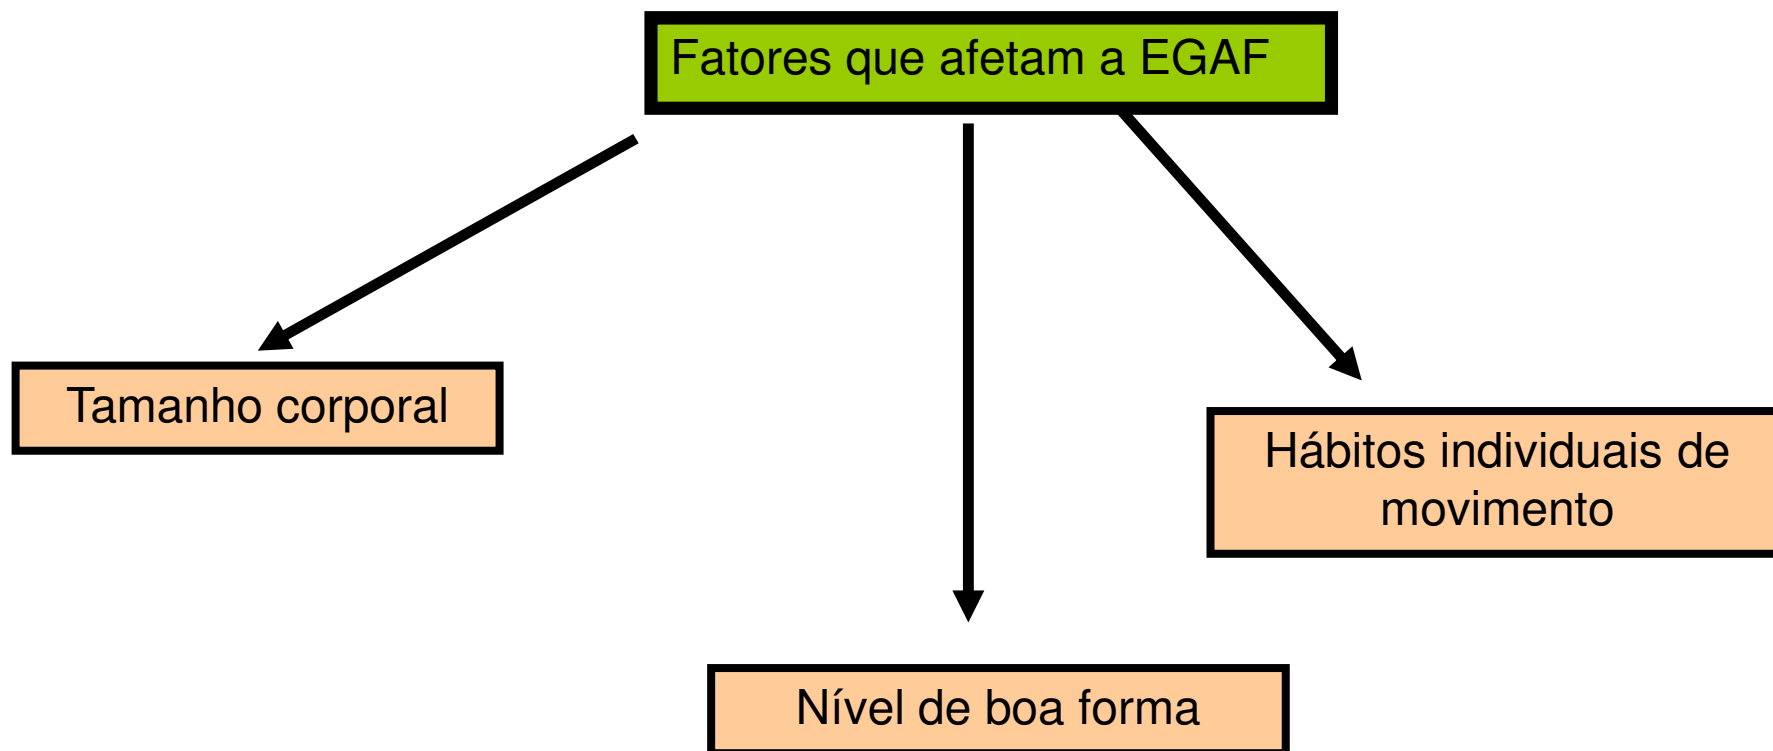 Fatores que afetam a EGAF
Tamanho corporal
Hábitos individuais de
movimento
Nível de boa forma